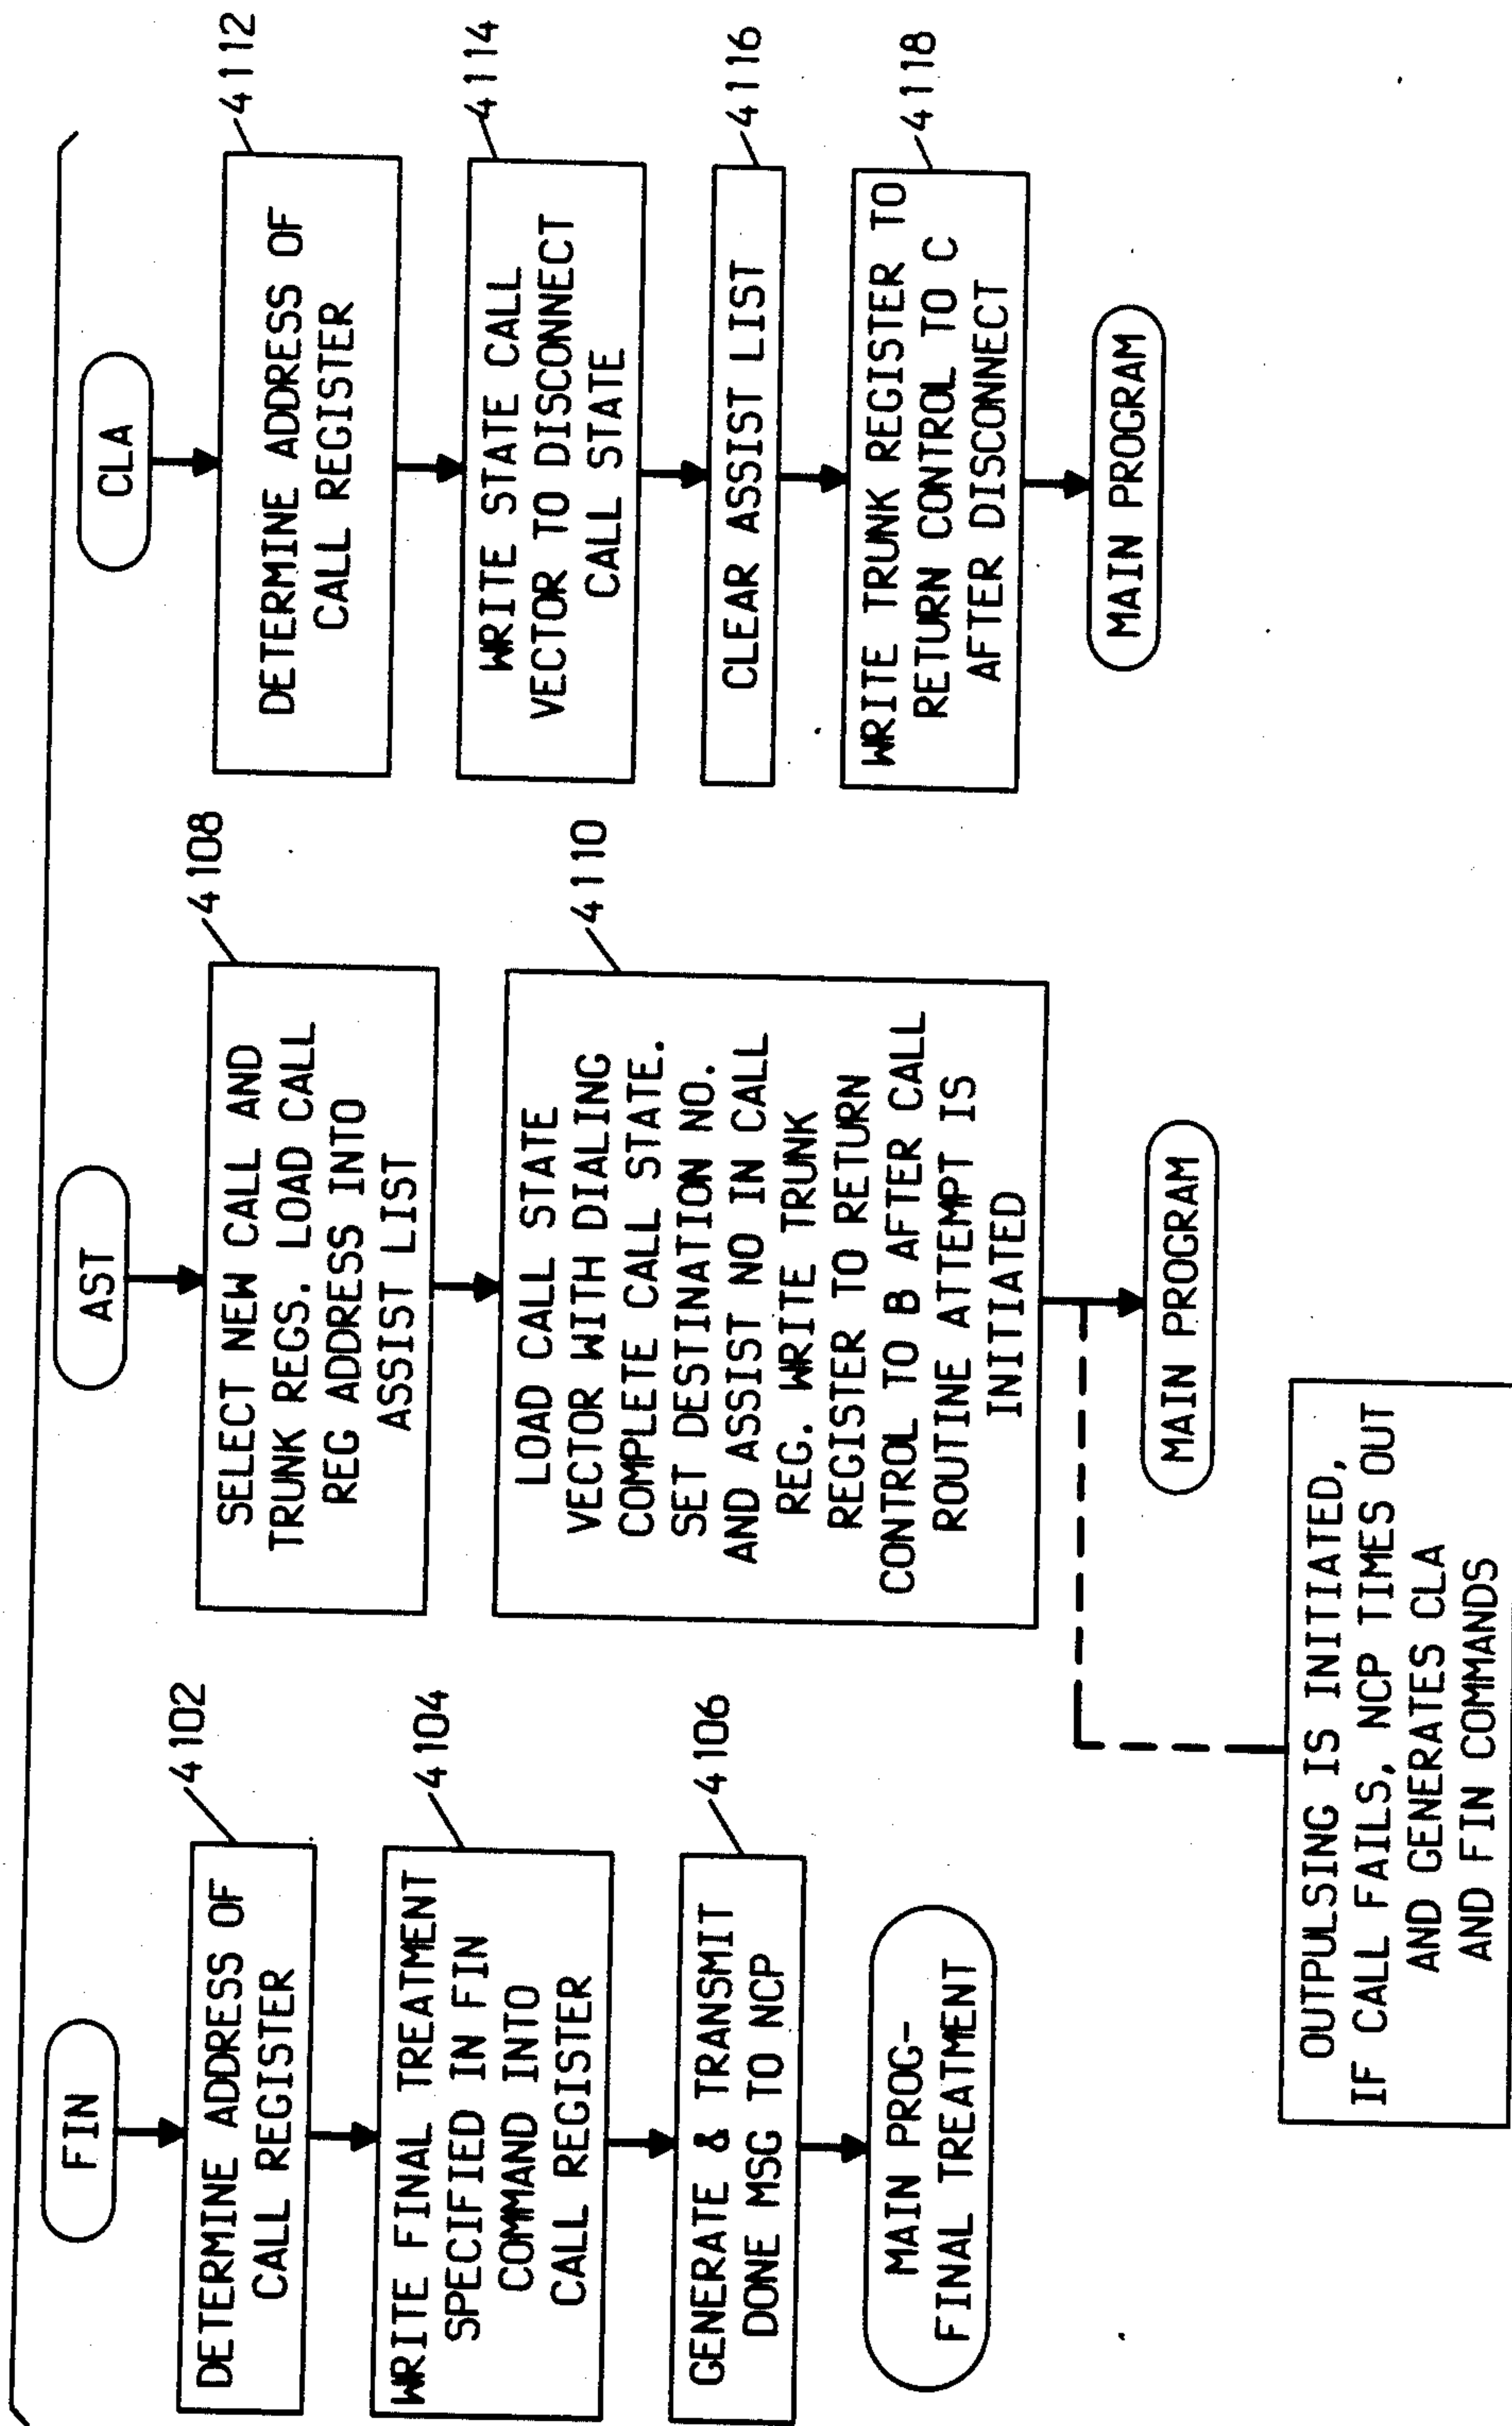 FIN
DETERMINE ADDRESS OF
CALL REGISTER
4102
WRITE FINAL TREATMENT
SPECIFIED IN FIN
COMMAND INTO
CALL REGISTER
4104
GENERATE & TRANSMIT
DONE MSG TO NCP
4106
MAIN PROG-
FINAL TREATMENT
AST
SELECT NEW CALL AND
TRUNK REGS. LOAD CALL
REG ADDRESS INTO
ASSIST LIST
4108
LOAD CALL STATE
VECTOR WITH DIALING
COMPLETE CALL STATE.
SET DESTINATION NO.
AND ASSIST NO IN CALL
REG. WRITE TRUNK
REGISTER TO RETURN
CONTROL TO B AFTER CALL
ROUTINE ATTEMPT IS
INITIATED
4110
MAIN PROGRAM
OUTPULSING IS INITIATED,
IF CALL FAILS, NCP TIMES OUT
AND GENERATES CLA
AND FIN COMMANDS
CLA
DETERMINE ADDRESS OF
CALL REGISTER
4112
WRITE STATE CALL
VECTOR TO DISCONNECT
CALL STATE
4114
CLEAR ASSIST LIST
4116
WRITE TRUNK REGISTER TO
RETURN CONTROL TO C
AFTER DISCONNECT
4118
MAIN PROGRAM